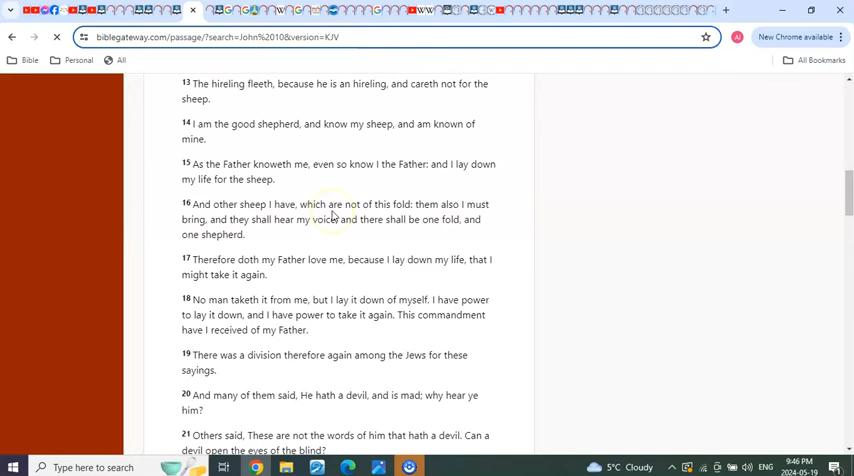 biblegateway.com/passage/?search=John%2010&version=KJV
AI
New Chrome available
Bible
Personal
All
All Bookmarks
13 The hireling fleeth, because he is an hireling, and careth not for the
sheep.
14 I am the good shepherd, and know my sheep, and am known of
mine.
15 As the Father knoweth me, even so know I the Father: and I lay down
my life for the sheep.
16 And other sheep I have, which are not of this fold: them also I must
bring, and they shall hear my voice; and there shall be one fold, and
one shepherd.
17 Therefore doth my Father love me, because I lay down my life, that I
might take it again.
18 No man taketh it from me, but I lay it down of myself. I have power
to lay it down, and I have power to take it again. This commandment
have I received of my Father.
19 There was a division therefore again among the Jews for these
sayings.
20 And many of them said, He hath a devil, and is mad; why hear ye
him?
21 Others said, These are not the words of him that hath a devil. Can a
devil open the eyes of the blind?
Type here to search
5°C Cloudy
ENG
9:46 PM
2024-05-19